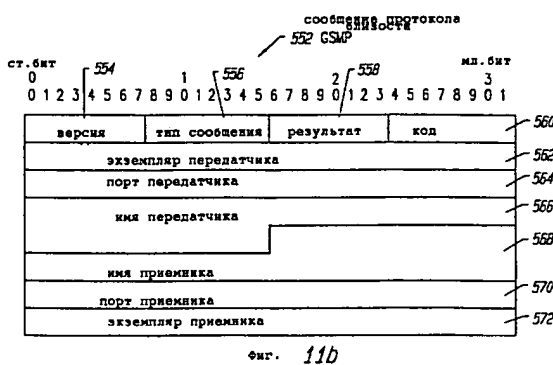 сообщение протокола
близости
552 GSMP
ст.бит 554 556 558 мл.бит
0 1 2 3
0 1 2 3 4 5 6 7 8 9 0 1 2 3 4 5 6 7 8 9 0 1 2 3 4 5 6 7 8 9 0 1
версия тип сообщения результат код 560
экземпляр передатчика 562
порт передатчика 564
имя передатчика 566
568
имя приемника
порт приемника 570
экземпляр приемника 572
Фиг. 11b